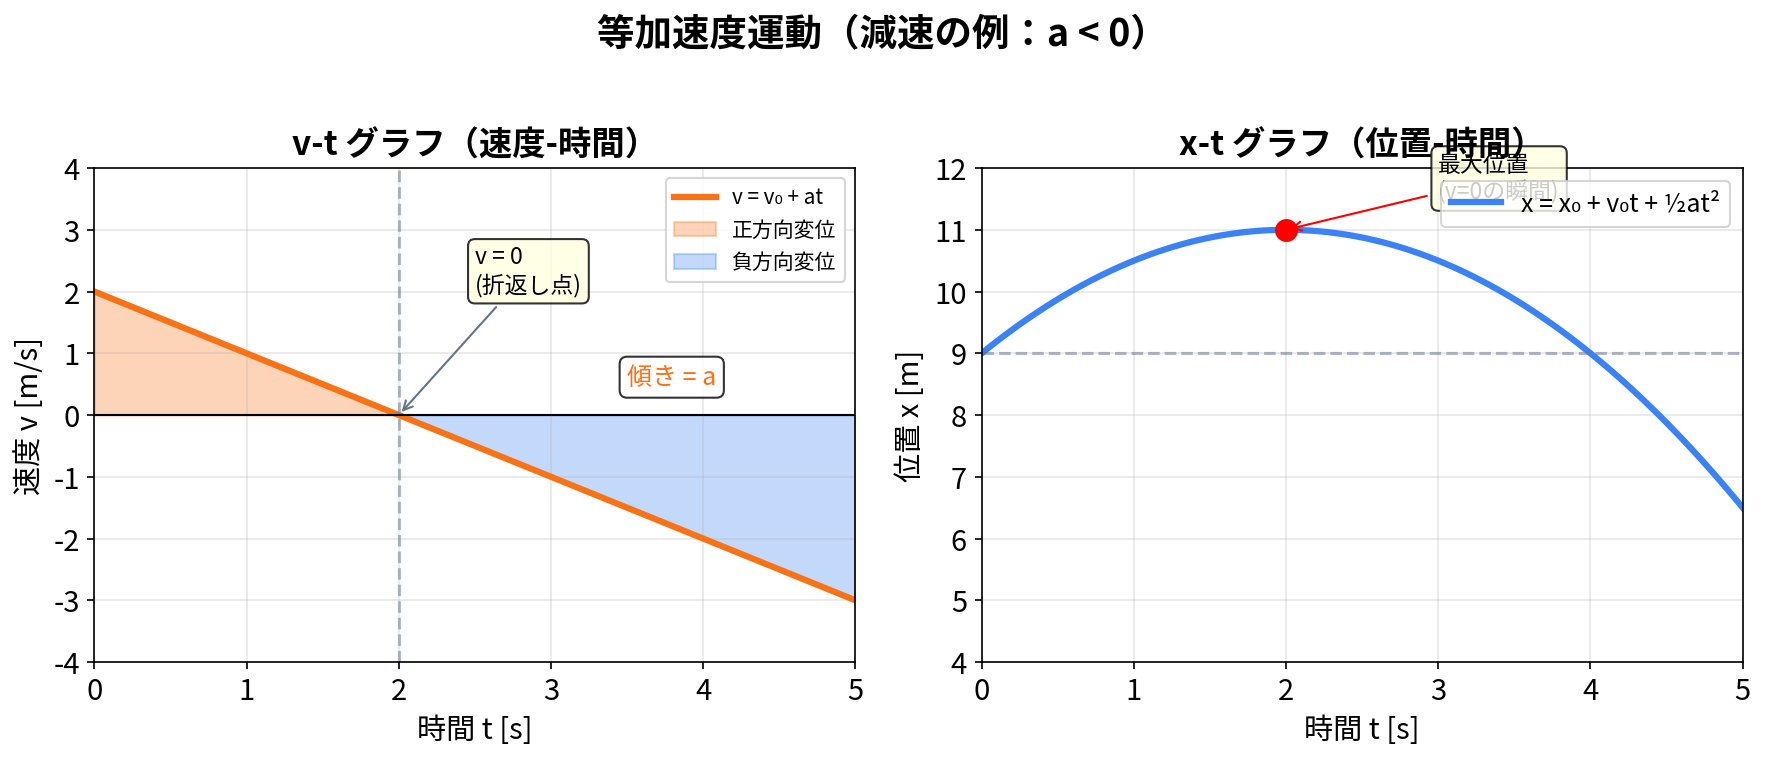 等加速度運動（減速の例：a < 0）
v-t グラフ（速度-時間）
4
3
2
1
0
-1
-2
-3
-4
0
1
2
3
4
5
速度 v [m/s]
時間 t [s]
v = v₀ + at
正方向変位
負方向変位
v = 0
(折返し点)
傾き = a
x-t グラフ（位置-時間）
12
11
10
9
8
7
6
5
4
0
1
2
3
4
5
位置 x [m]
時間 t [s]
最大位置
(v=0の瞬間)
x = x₀ + v₀t + ½at²